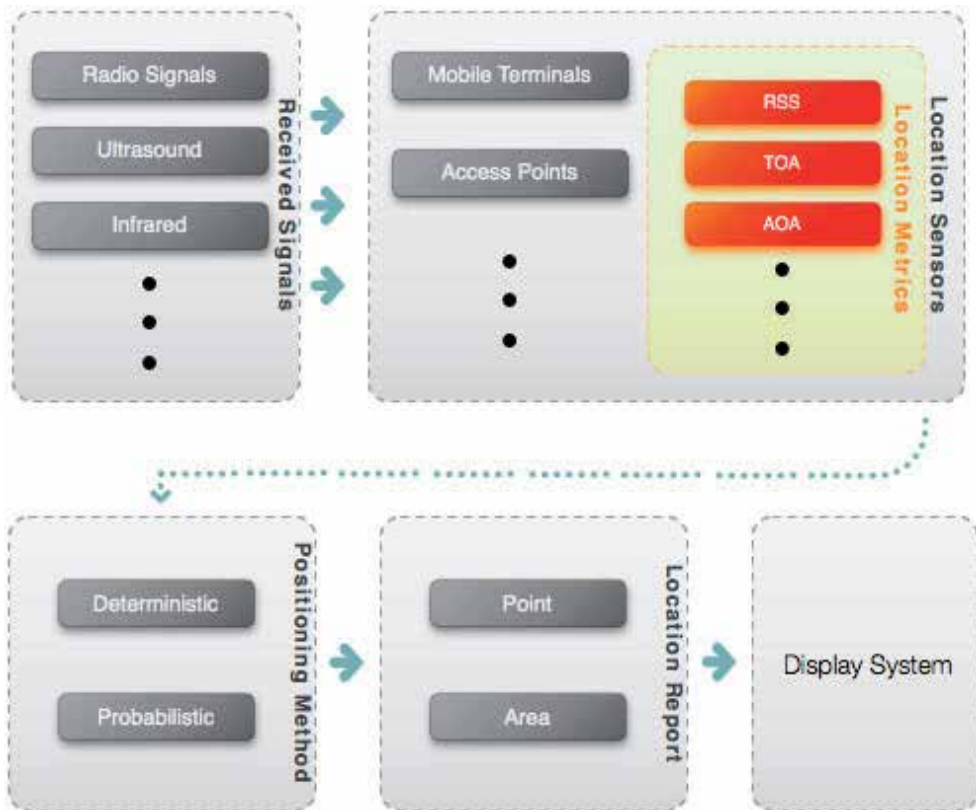 Radio Signals
Ultrasound
Infrared
Received Signals
Mobile Terminals
Access Points
RSS
TOA
AOA
Location Metrics
Location Sensors
Deterministic
Probabilistic
Positioning Method
Point
Area
Location Report
Display System